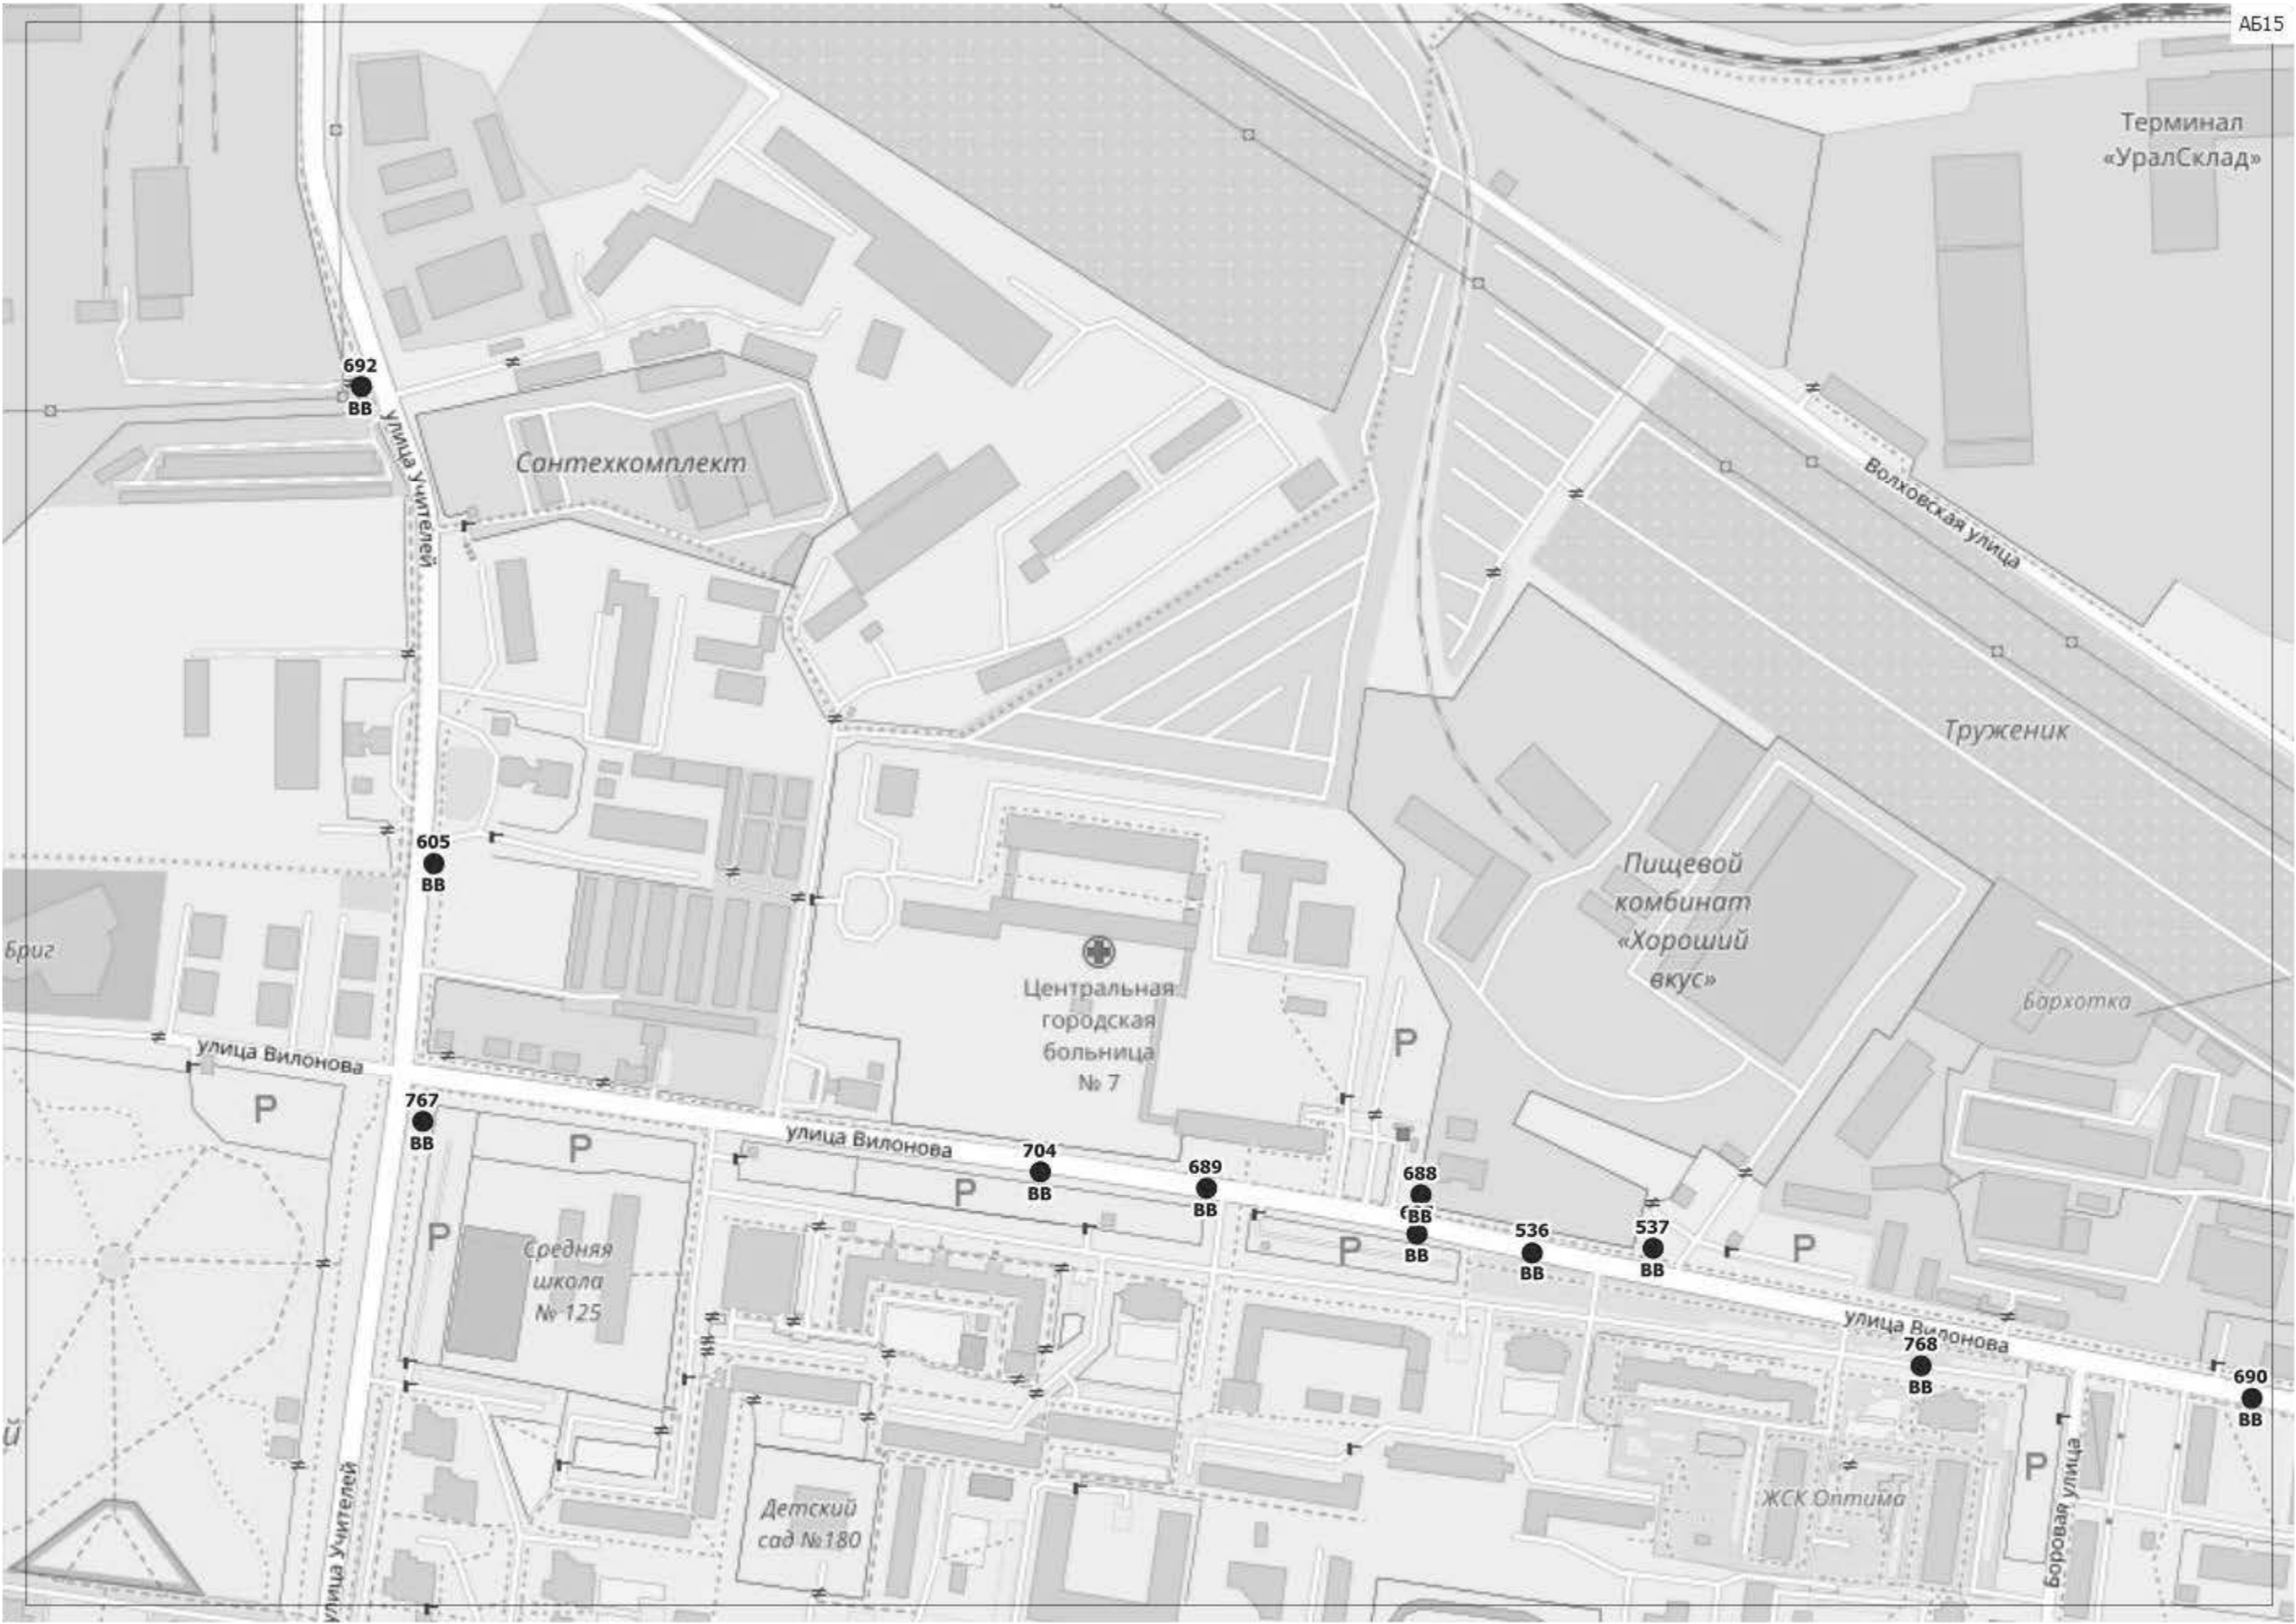 АБ15
Терминал
«УралСклад»
692
ВВ
улица Учителей
Сантехкомплект
Волховская улица
Труженик
605
ВВ
Пищевой
комбинат
«Хороший
вкус»
Бриг
Бархотка
Центральная
городская
больница
№ 7
P
улица Вилонова
P
767
ВВ
P
улица Вилонова
704
ВВ
P
689
ВВ
688
ВВ
ВВ
P
536
ВВ
537
ВВ
P
P
Средняя
школа
№ 125
улица Вилонова
768
ВВ
690
ВВ
й
P
ЖСК Оптима
Детский
сад №180
улица Учителей
Боровая улица